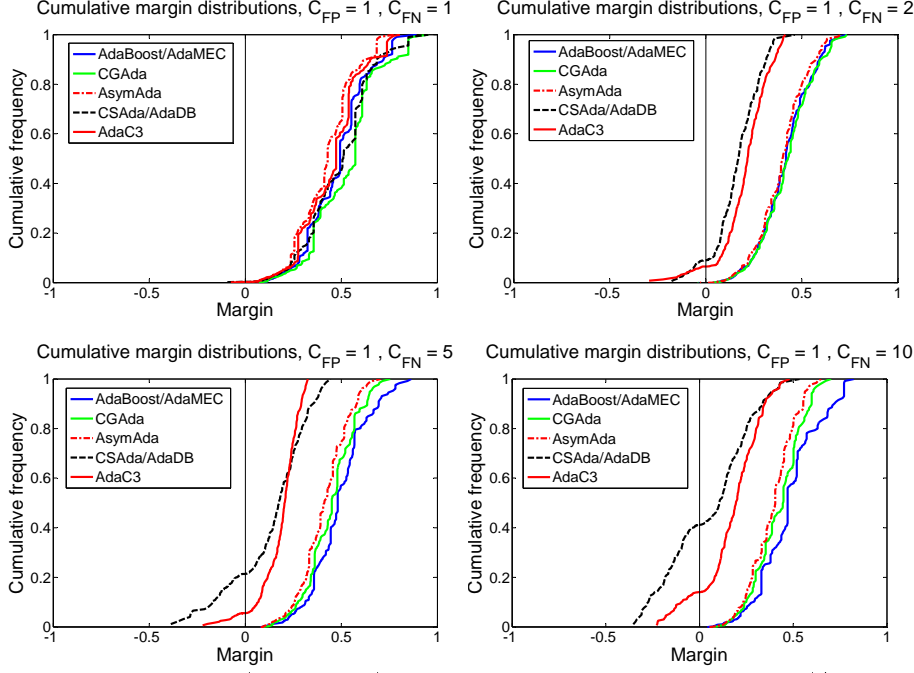 Cumulative margin distributions, C_FP = 1 , C_FN = 1
Cumulative frequency
1
0.8
0.6
0.4
0.2
0
AdaBoost/AdaMEC
CGAda
AsymAda
CSAda/AdaDB
AdaC3
-1
-0.5
0
0.5
1
Margin
Cumulative margin distributions, C_FP = 1 , C_FN = 2
Cumulative frequency
1
0.8
0.6
0.4
0.2
0
AdaBoost/AdaMEC
CGAda
AsymAda
CSAda/AdaDB
AdaC3
-1
-0.5
0
0.5
1
Margin
Cumulative margin distributions, C_FP = 1 , C_FN = 5
Cumulative frequency
1
0.8
0.6
0.4
0.2
0
AdaBoost/AdaMEC
CGAda
AsymAda
CSAda/AdaDB
AdaC3
-1
-0.5
0
0.5
1
Margin
Cumulative margin distributions, C_FP = 1 , C_FN = 10
Cumulative frequency
1
0.8
0.6
0.4
0.2
0
AdaBoost/AdaMEC
CGAda
AsymAda
CSAda/AdaDB
AdaC3
-1
-0.5
0
0.5
1
Margin